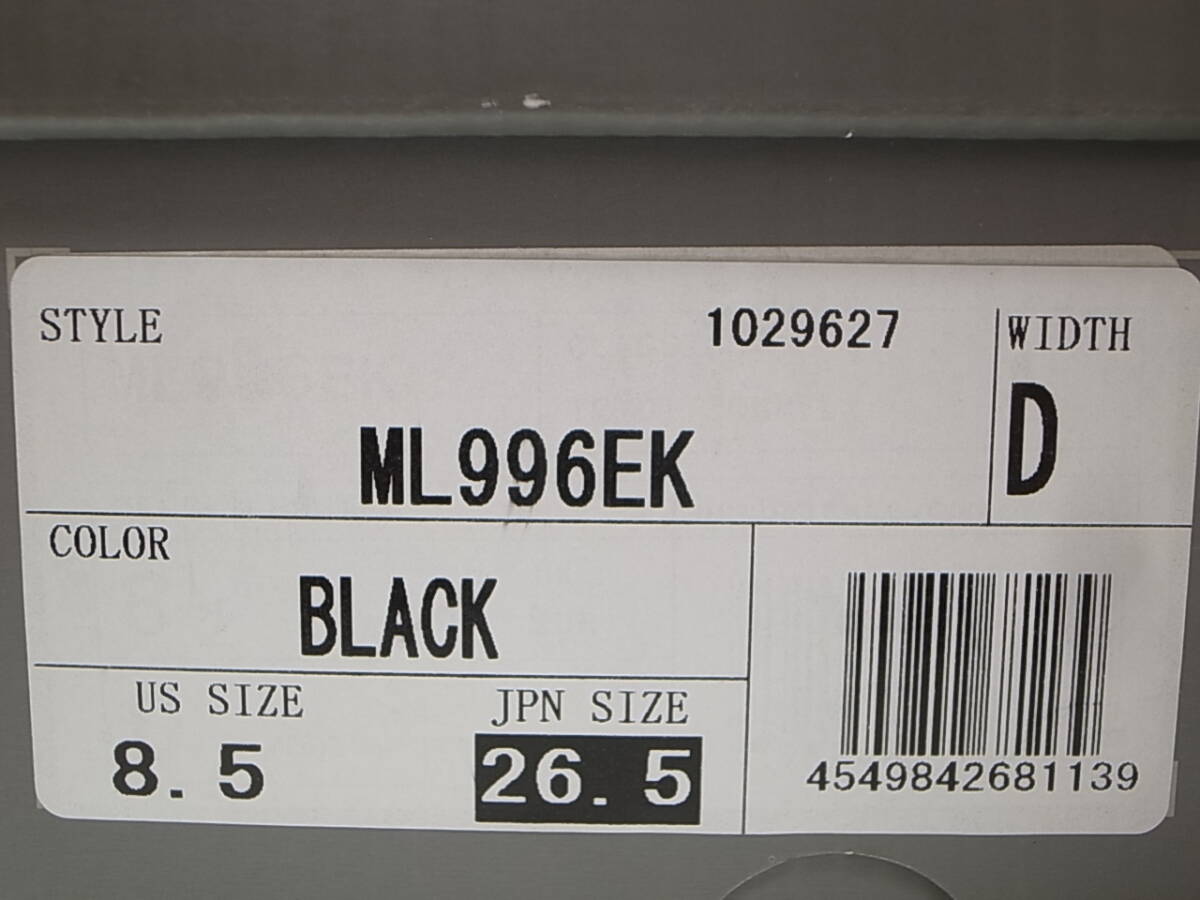 STYLE 1029627 WIDTH
ML996EK D
COLOR
BLACK
US SIZE JPN SIZE
8.5 26.5
4549842681139